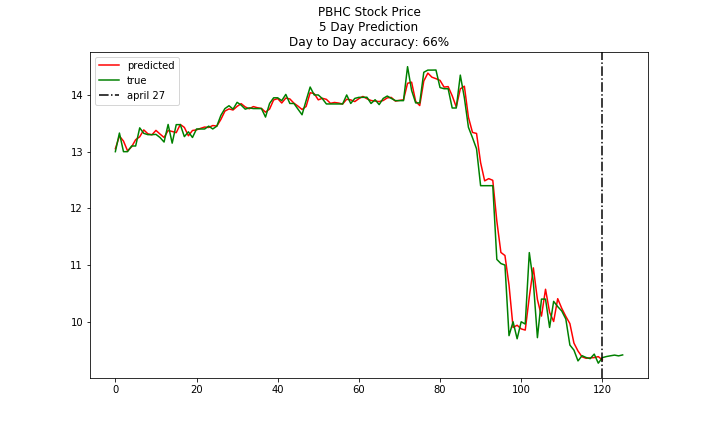 PBHC Stock Price
5 Day Prediction
Day to Day accuracy: 66%
predicted
true
april 27
14
13
12
11
10
0
20
40
60
80
100
120